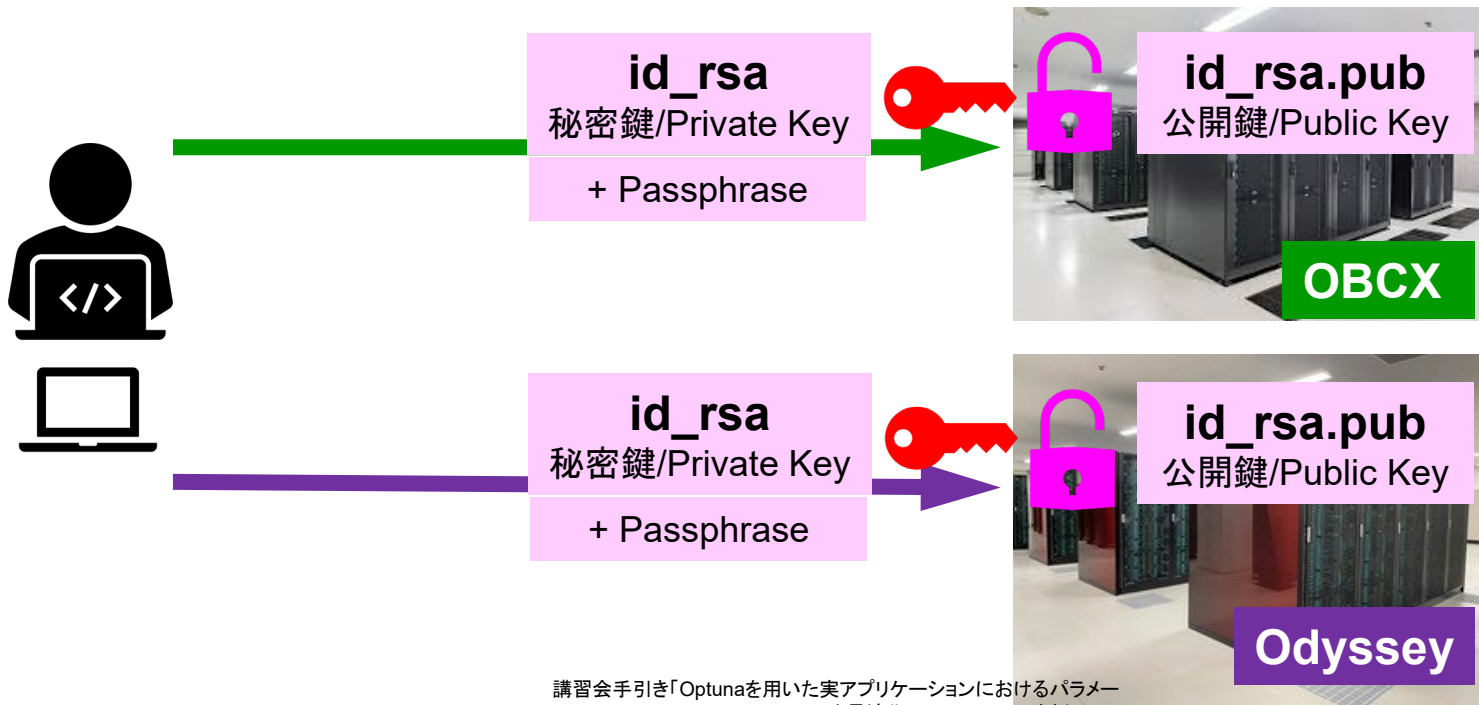 id_rsa
秘密鍵/Private Key
+ Passphrase
id_rsa.pub
公開鍵/Public Key
OBCX
</>
id_rsa
秘密鍵/Private Key
+ Passphrase
id_rsa.pub
公開鍵/Public Key
Odyssey
講習会手引き「Optunaを用いた実アプリケーションにおけるパラメー